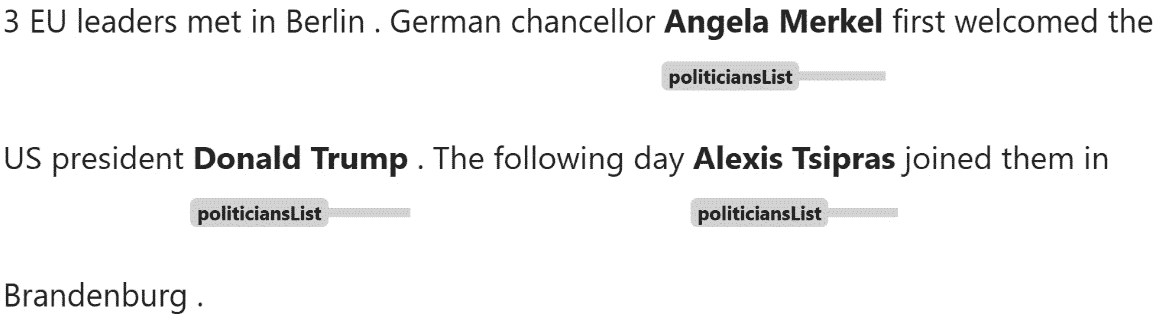 3 EU leaders met in Berlin . German chancellor Angela Merkel first welcomed the
politiciansList
US president Donald Trump . The following day Alexis Tsipras joined them in
politiciansList politiciansList
Brandenburg .